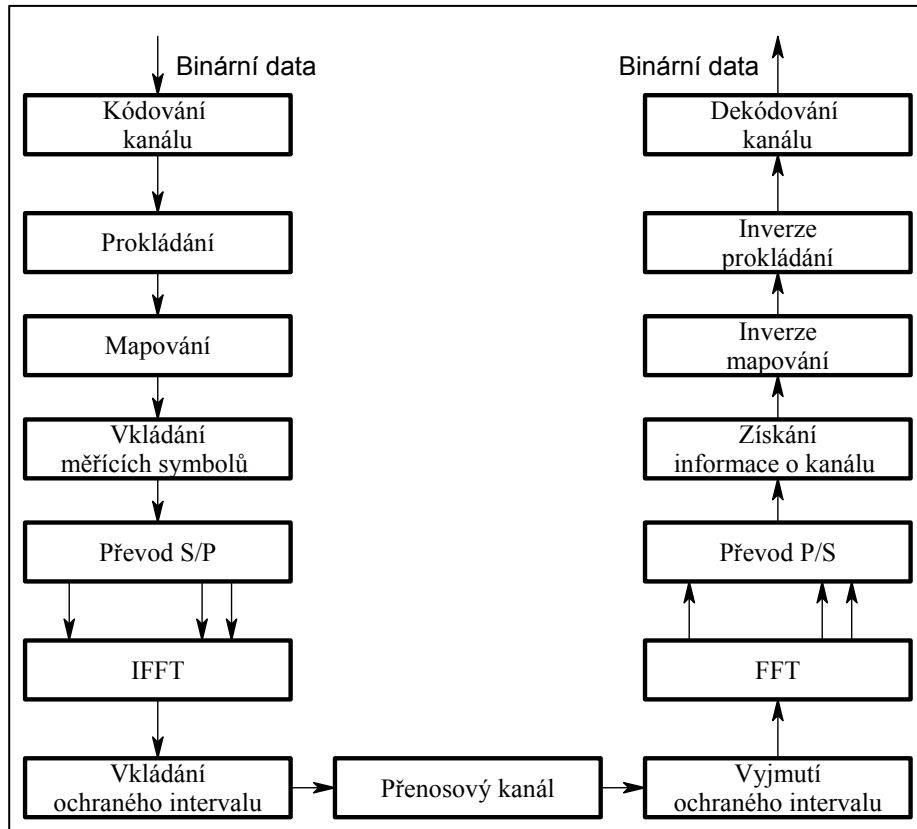 Binární data
Kódování
kanálu
Prokládání
Mapování
Vkládání
měřících symbolů
Převod S/P
IFFT
Vkládání
ochraného intervalu
Přenosový kanál
Binární data
Dekódování
kanálu
Inverze
prokládání
Inverze
mapování
Získání
informace o kanálu
Převod P/S
FFT
Vyjmutí
ochraného intervalu